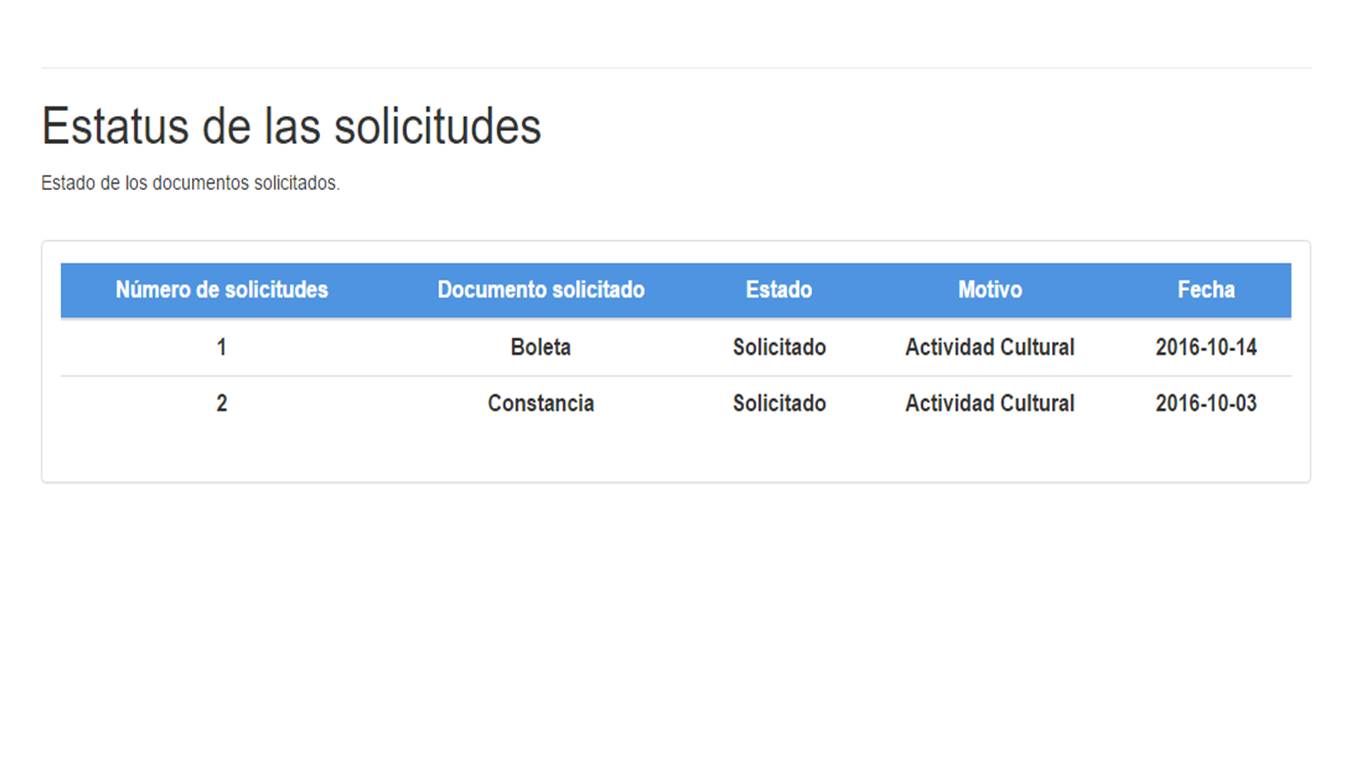 Estatus de las solicitudes
Estado de los documentos solicitados.
Número de solicitudes Documento solicitado Estado Motivo Fecha
1 Boleta Solicitado Actividad Cultural 2016-10-14
2 Constancia Solicitado Actividad Cultural 2016-10-03